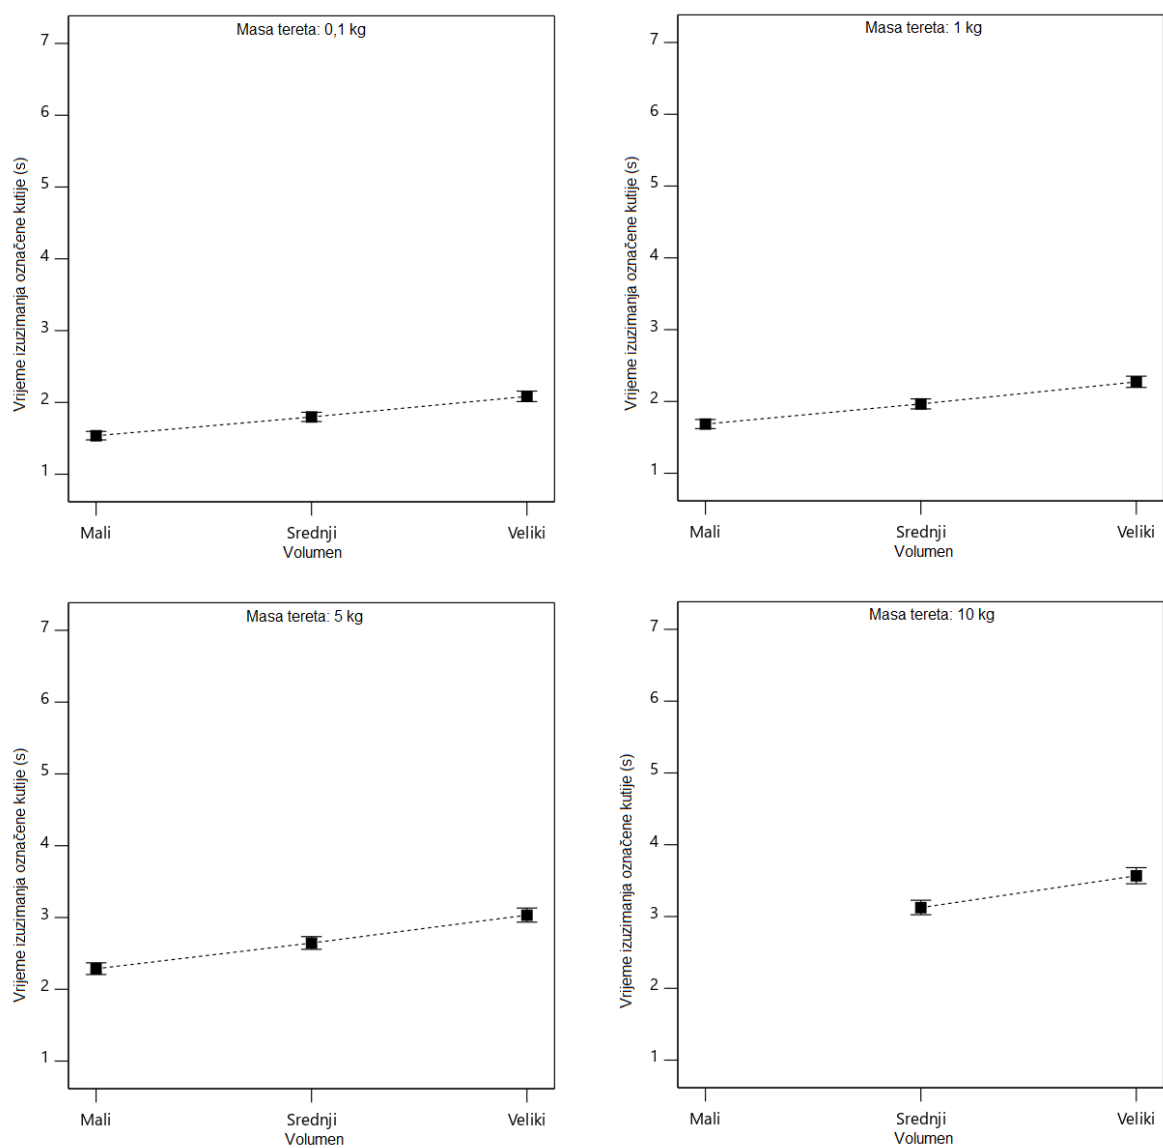 Masa tereta: 0,1 kg
Vrijeme izuzimanja označene kutije (s)
7
6
5
4
3
2
1
Mali Srednji Veliki
Volumen
Masa tereta: 1 kg
Vrijeme izuzimanja označene kutije (s)
7
6
5
4
3
2
1
Mali Srednji Veliki
Volumen
Masa tereta: 5 kg
Vrijeme izuzimanja označene kutije (s)
7
6
5
4
3
2
1
Mali Srednji Veliki
Volumen
Masa tereta: 10 kg
Vrijeme izuzimanja označene kutije (s)
7
6
5
4
3
2
1
Mali Srednji Veliki
Volumen